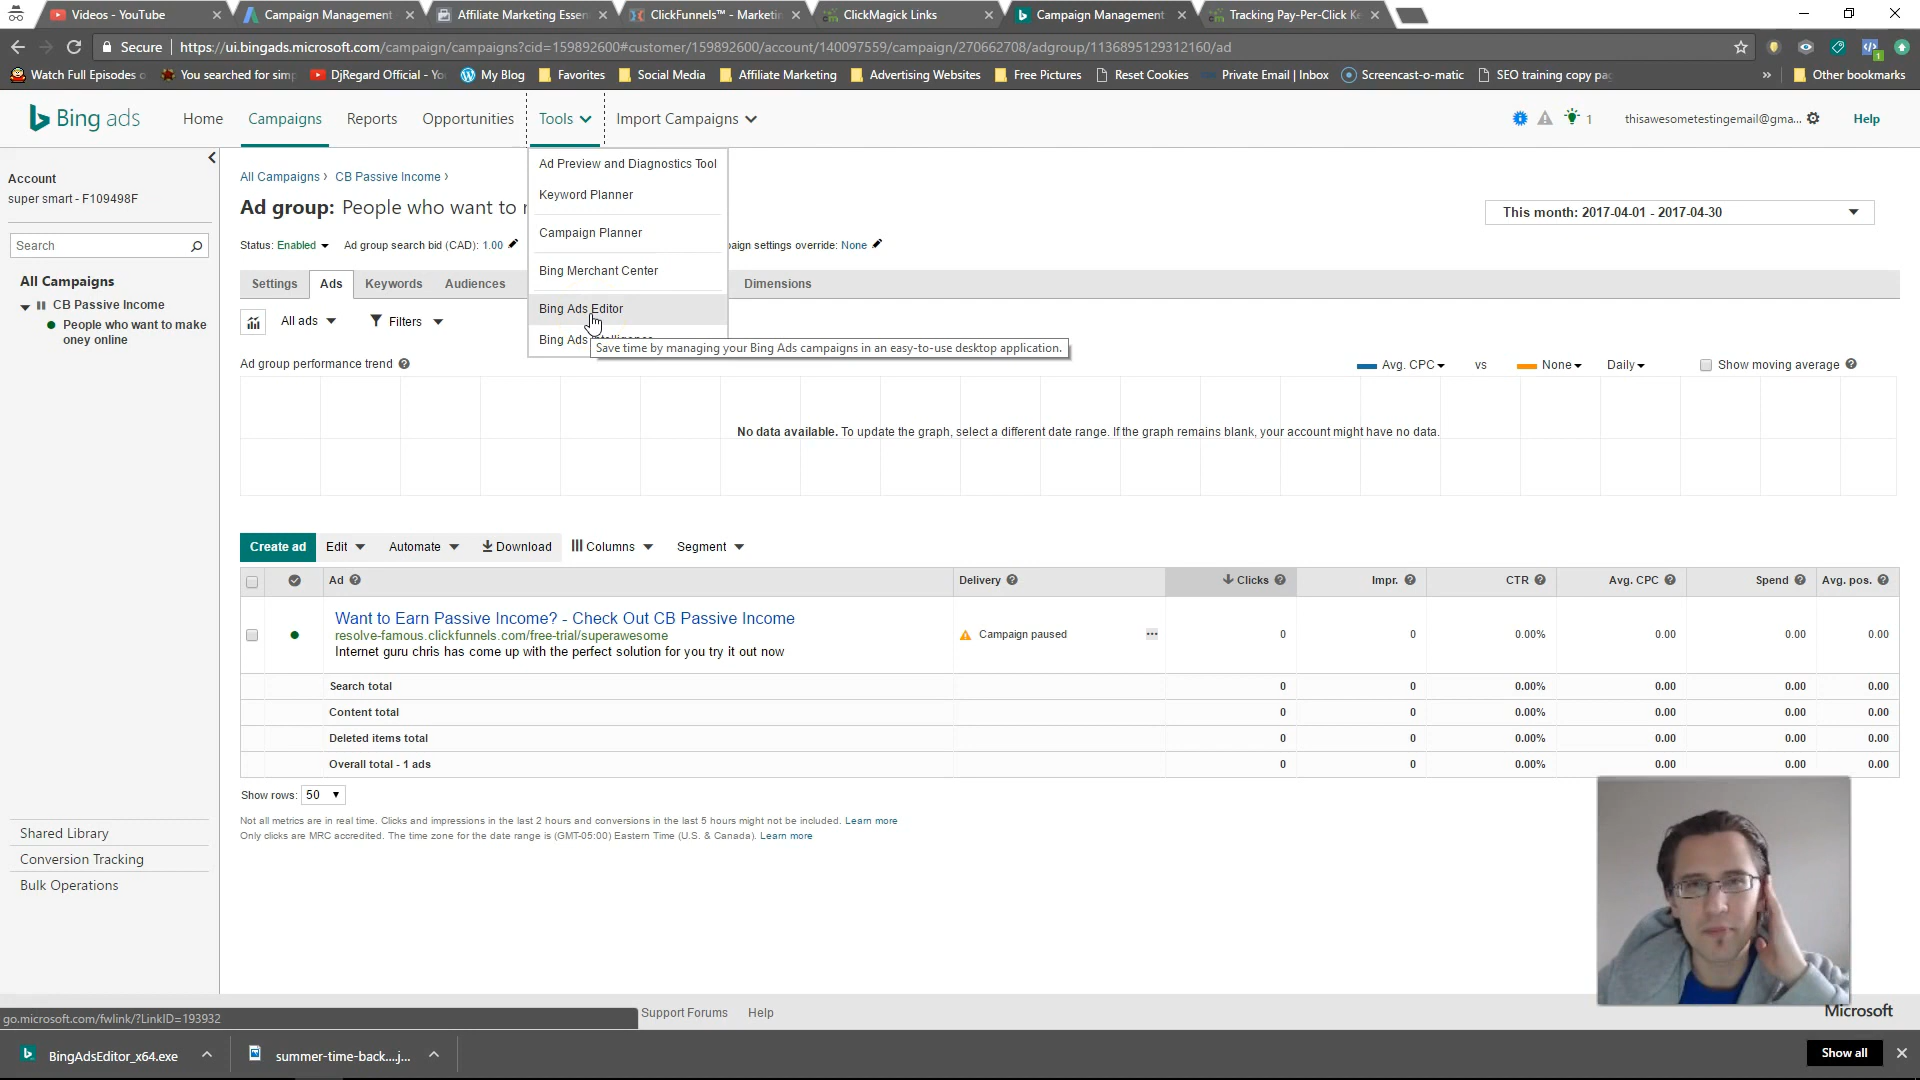 Videos - YouTube
Campaign Management
Affiliate Marketing Essen
ClickFunnels™ - Marketin
ClickMagick Links
Campaign Management
Tracking Pay-Per-Click Ke
Secure
https://ui.bingads.microsoft.com/campaign/campaigns?cid=159892600#customer/159892600/account/140097559/campaign/270662708/adgroup/1136895129312160/ad
Watch Full Episodes o
You searched for simp
DjRegard Official - Yo
My Blog
Favorites
Social Media
Affiliate Marketing
Advertising Websites
Free Pictures
Reset Cookies
Private Email | Inbox
Screencast-o-matic
SEO training copy pag
»
Other bookmarks
Bing ads
Home
Campaigns
Reports
Opportunities
Tools
Import Campaigns
1
thisawesometestingemail@gma...
Help
Account
super smart - F109498F
Search
All Campaigns
CB Passive Income
People who want to make
oney online
Shared Library
Conversion Tracking
Bulk Operations
All Campaigns ›
CB Passive Income ›
Ad group: People who want to
This month: 2017-04-01 - 2017-04-30
Status: Enabled
Ad group search bid (CAD): 1.00
aign settings override: None
Ad Preview and Diagnostics Tool
Keyword Planner
Campaign Planner
Bing Merchant Center
Bing Ads Editor
Bing Ads
Save time by managing your Bing Ads campaigns in an easy-to-use desktop application.
Settings
Ads
Keywords
Audiences
Dimensions
All ads
Filters
Ad group performance trend
Avg. CPC
vs
None
Daily
Show moving average
No data available. To update the graph, select a different date range. If the graph remains blank, your account might have no data.
Create ad
Edit
Automate
Download
Columns
Segment
Ad
Delivery
Clicks
Impr.
CTR
Avg. CPC
Spend
Avg. pos.
Want to Earn Passive Income? - Check Out CB Passive Income
resolve-famous.clickfunnels.com/free-trial/superawesome
Internet guru chris has come up with the perfect solution for you try it out now
Campaign paused
0 0 0.00% 0.00 0.00 0.00
Search total 0 0 0.00% 0.00 0.00 0.00
Content total 0 0 0.00% 0.00 0.00 0.00
Deleted items total 0 0 0.00% 0.00 0.00 0.00
Overall total - 1 ads 0 0 0.00% 0.00 0.00 0.00
Show rows: 50
Not all metrics are in real time. Clicks and impressions in the last 2 hours and conversions in the last 5 hours might not be included. Learn more
Only clicks are MRC accredited. The time zone for the date range is (GMT-05:00) Eastern Time (U.S. & Canada). Learn more
Support Forums
Help
Microsoft
go.microsoft.com/fwlink/?LinkID=193932
BingAdsEditor_x64.exe
summer-time-back....j...
Show all